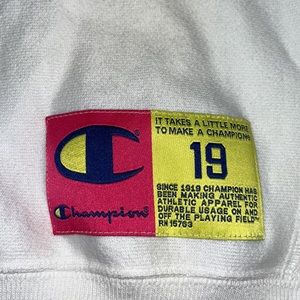 IT TAKES A LITTLE MORE
TO MAKE A CHAMPION®
19
SINCE 1919 CHAMPION HAS
BEEN MAKING AUTHENTIC
ATHLETIC APPAREL FOR
DURABLE USAGE ON AND
OFF THE PLAYING FIELD™
RN 15763
Champion®